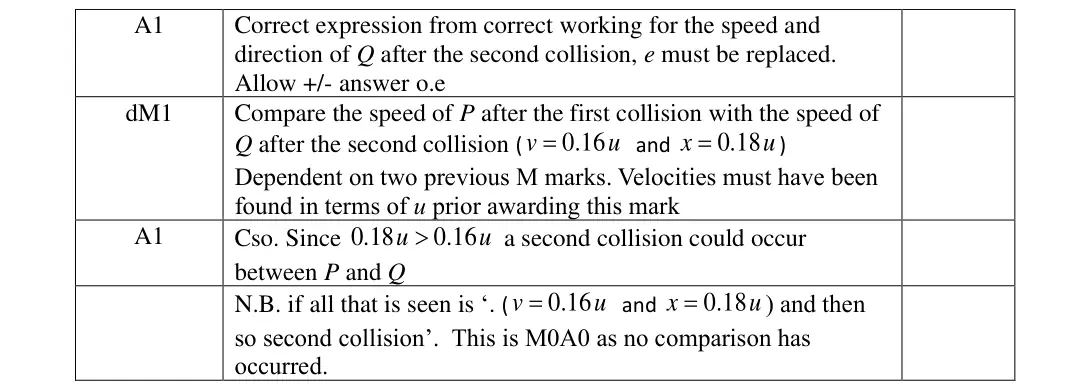 A1 Correct expression from correct working for the speed and
direction of Q after the second collision, e must be replaced.
Allow +/- answer o.e
dM1 Compare the speed of P after the first collision with the speed of
Q after the second collision ( v = 0.16u and x = 0.18u )
Dependent on two previous M marks. Velocities must have been
found in terms of u prior awarding this mark
A1 Cso. Since 0.18u > 0.16u a second collision could occur
between P and Q
N.B. if all that is seen is ‘. ( v = 0.16u and x = 0.18u ) and then
so second collision’. This is M0A0 as no comparison has
occurred.